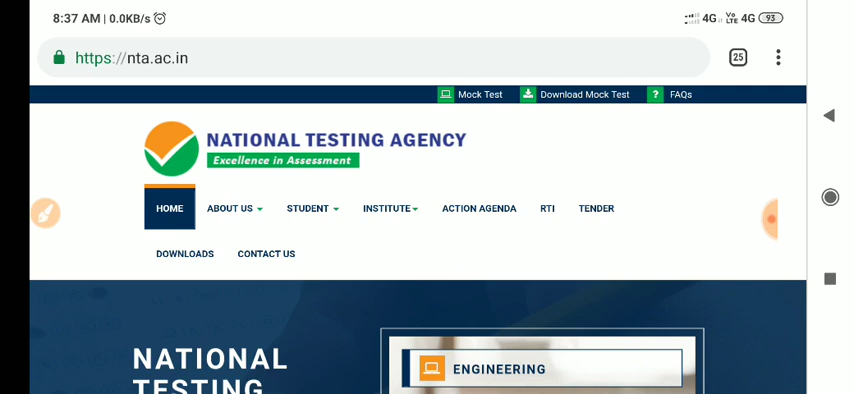 8:37 AM | 0.0KB/s 4G Vo LTE 4G 93
https://nta.ac.in 25
Mock Test Download Mock Test ? FAQs
NATIONAL TESTING AGENCY
Excellence in Assessment
HOME ABOUT US STUDENT INSTITUTE ACTION AGENDA RTI TENDER
DOWNLOADS CONTACT US
NATIONAL
TESTING
ENGINEERING